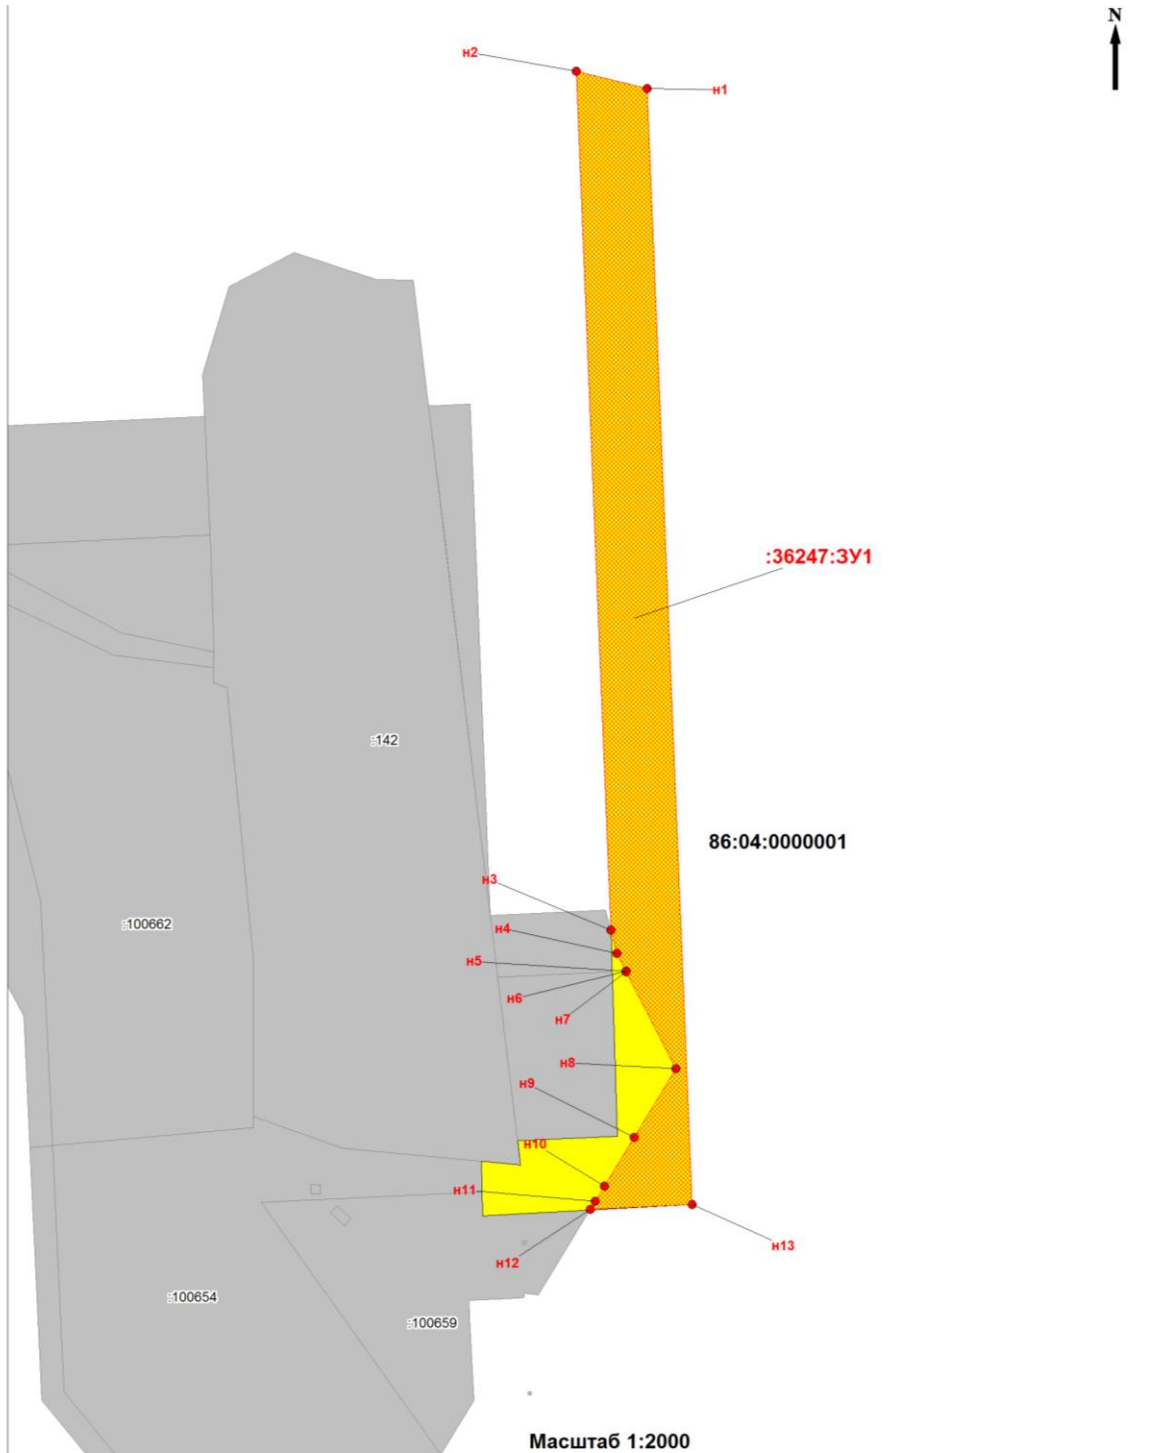 N
н2
н1
:36247:ЗУ1
:142
86:04:0000001
н3
:100662
н4
н5
н6
н7
н8
н9
н10
н11
н13
н12
:100654
:100659
Масштаб 1:2000